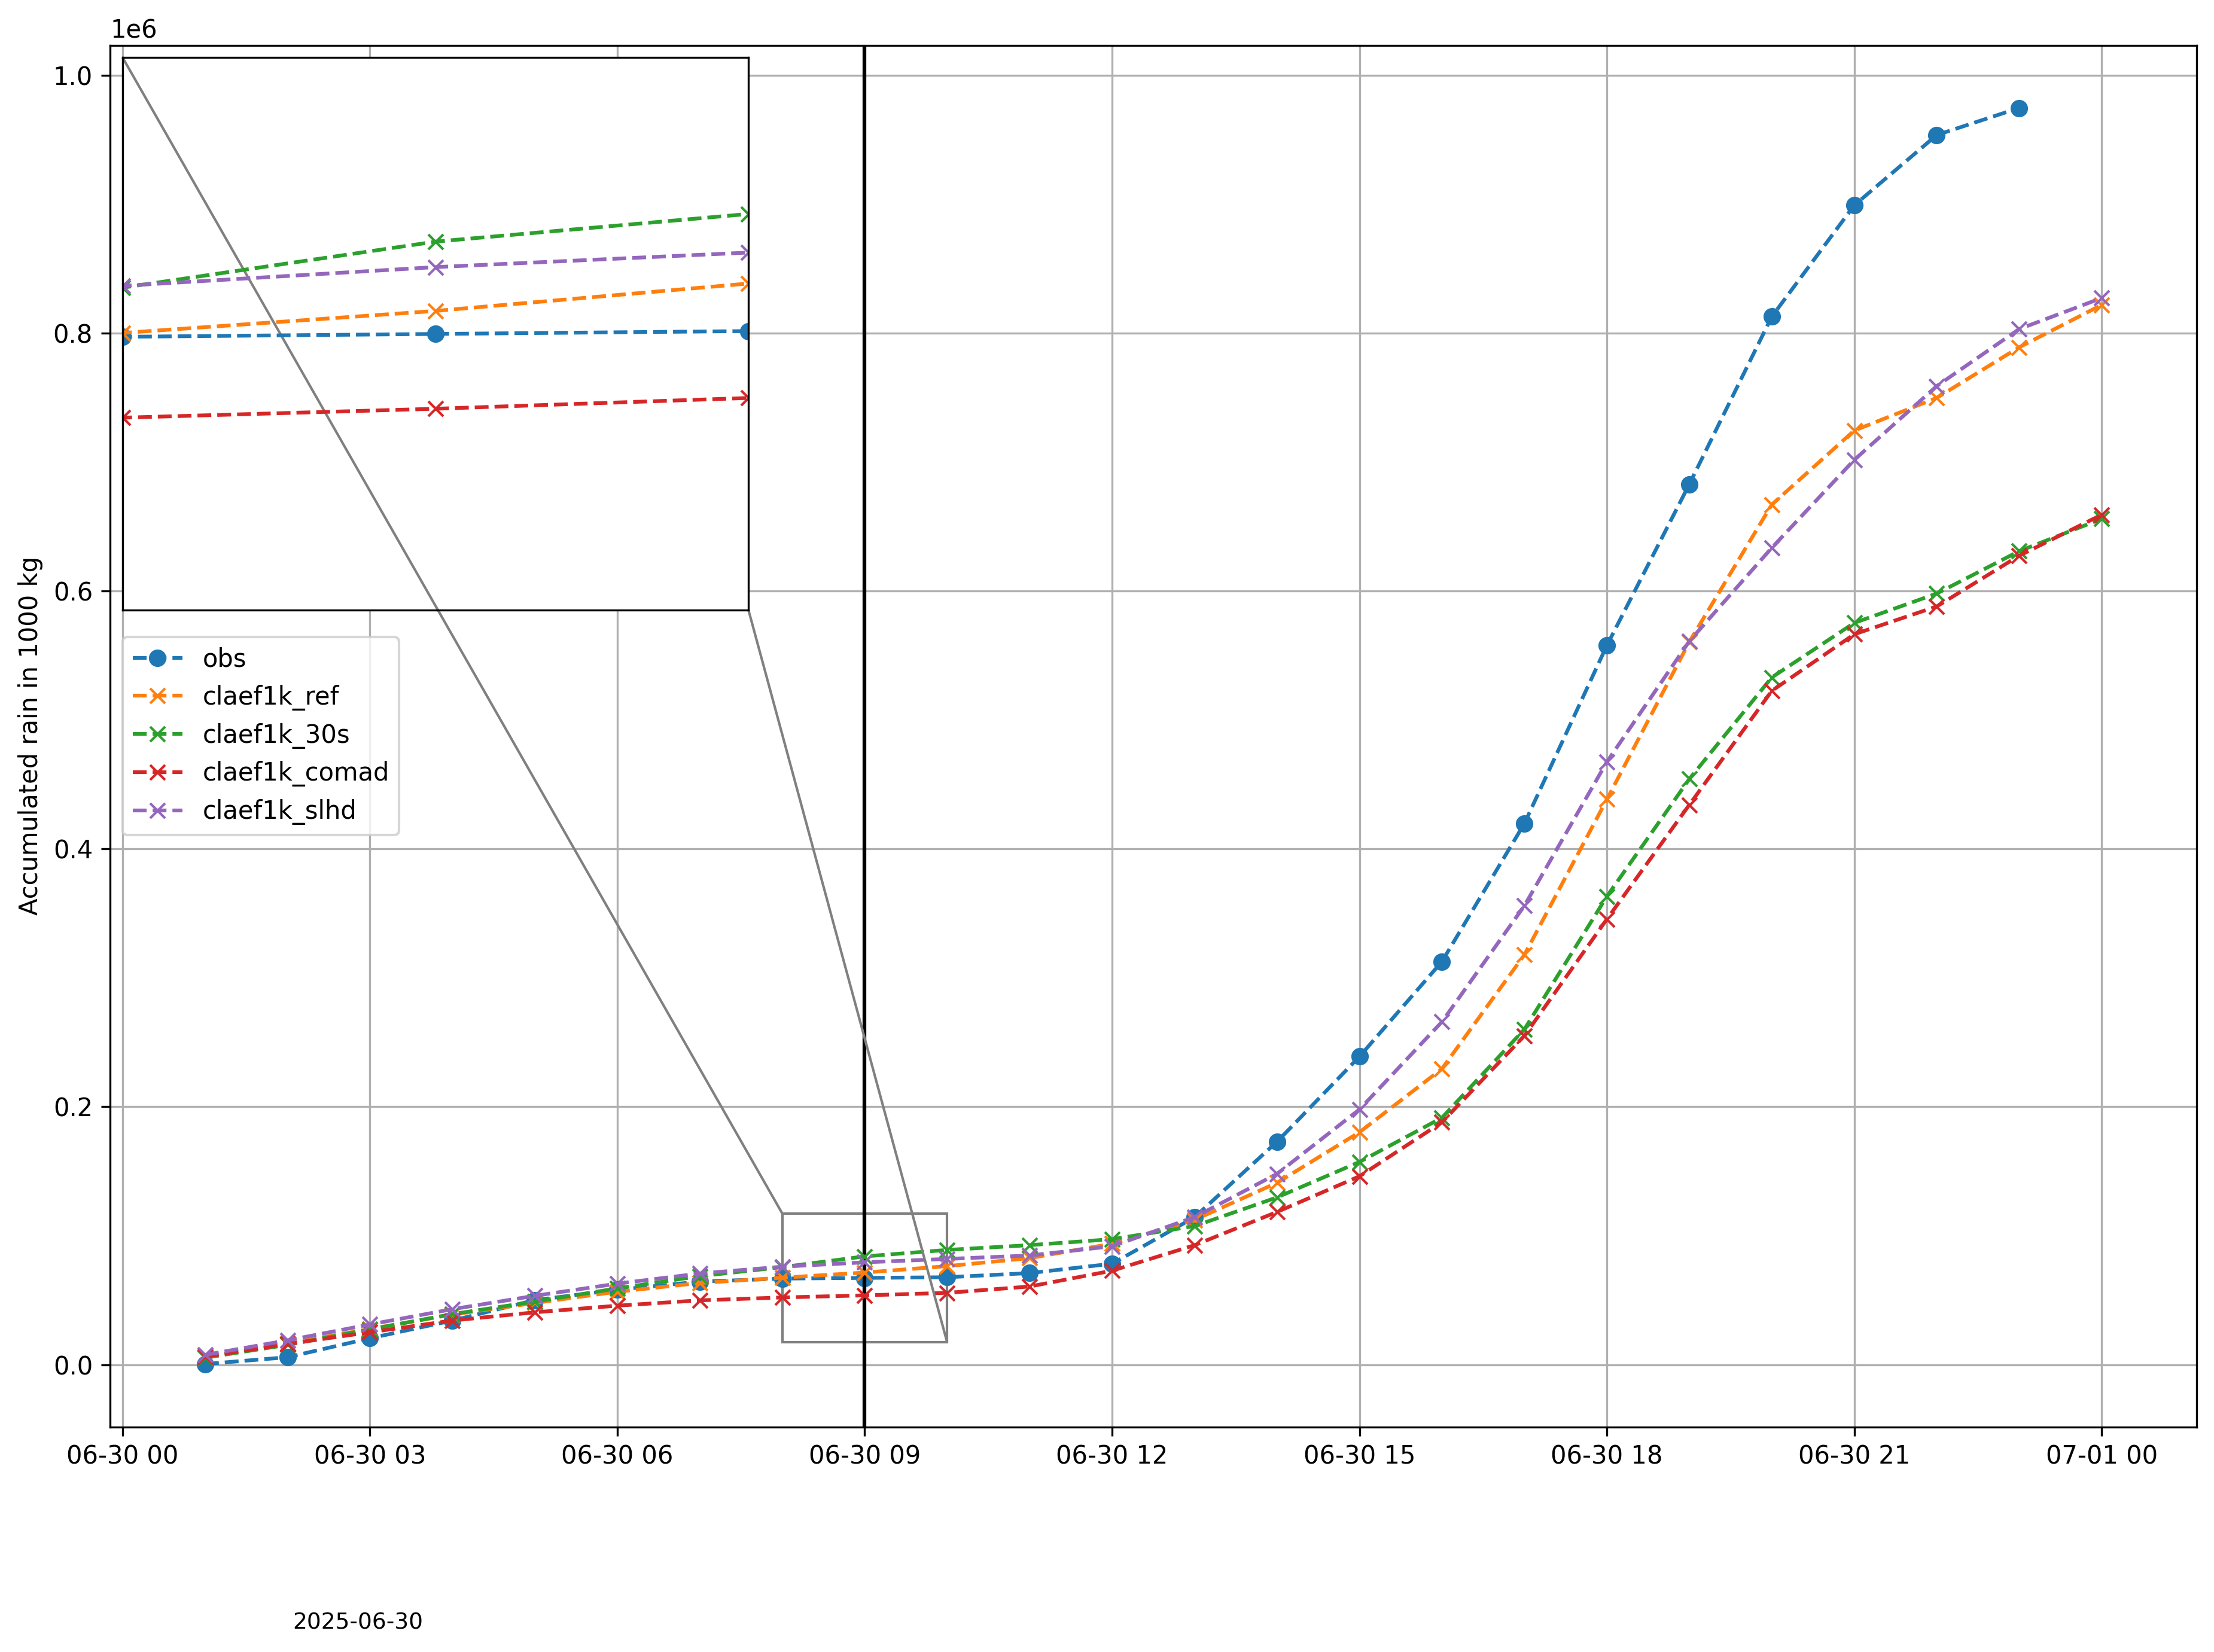 1e6
1.0
0.8
0.6
0.4
0.2
0.0
Accumulated rain in 1000 kg
obs
claef1k_ref
claef1k_30s
claef1k_comad
claef1k_slhd
06-30 00 06-30 03 06-30 06 06-30 09 06-30 12 06-30 15 06-30 18 06-30 21 07-01 00
2025-06-30